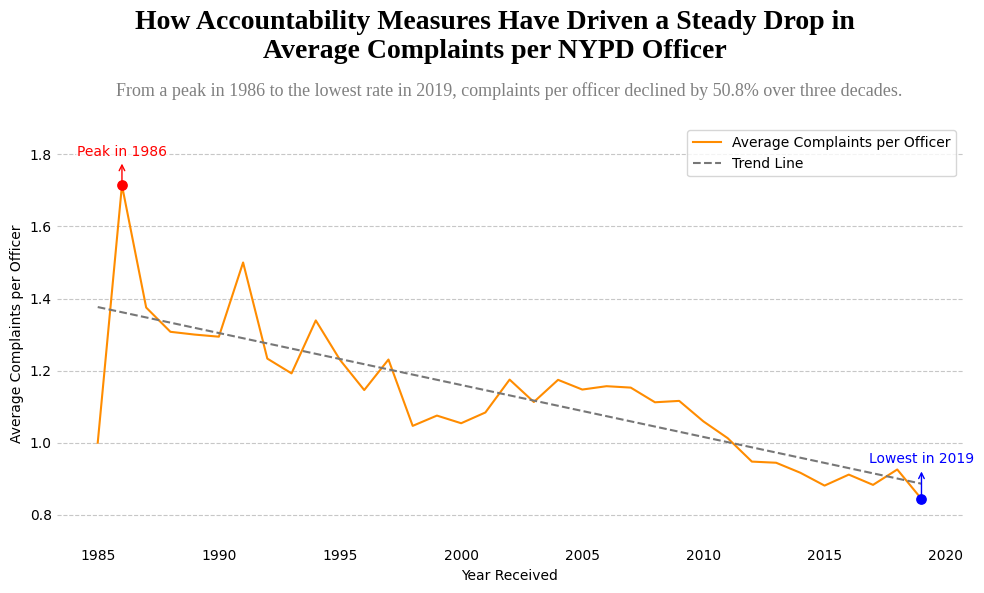 How Accountability Measures Have Driven a Steady Drop in
Average Complaints per NYPD Officer
From a peak in 1986 to the lowest rate in 2019, complaints per officer declined by 50.8% over three decades.
Peak in 1986
Average Complaints per Officer
Trend Line
Lowest in 2019
Average Complaints per Officer
1.8
1.6
1.4
1.2
1.0
0.8
1985 1990 1995 2000 2005 2010 2015 2020
Year Received